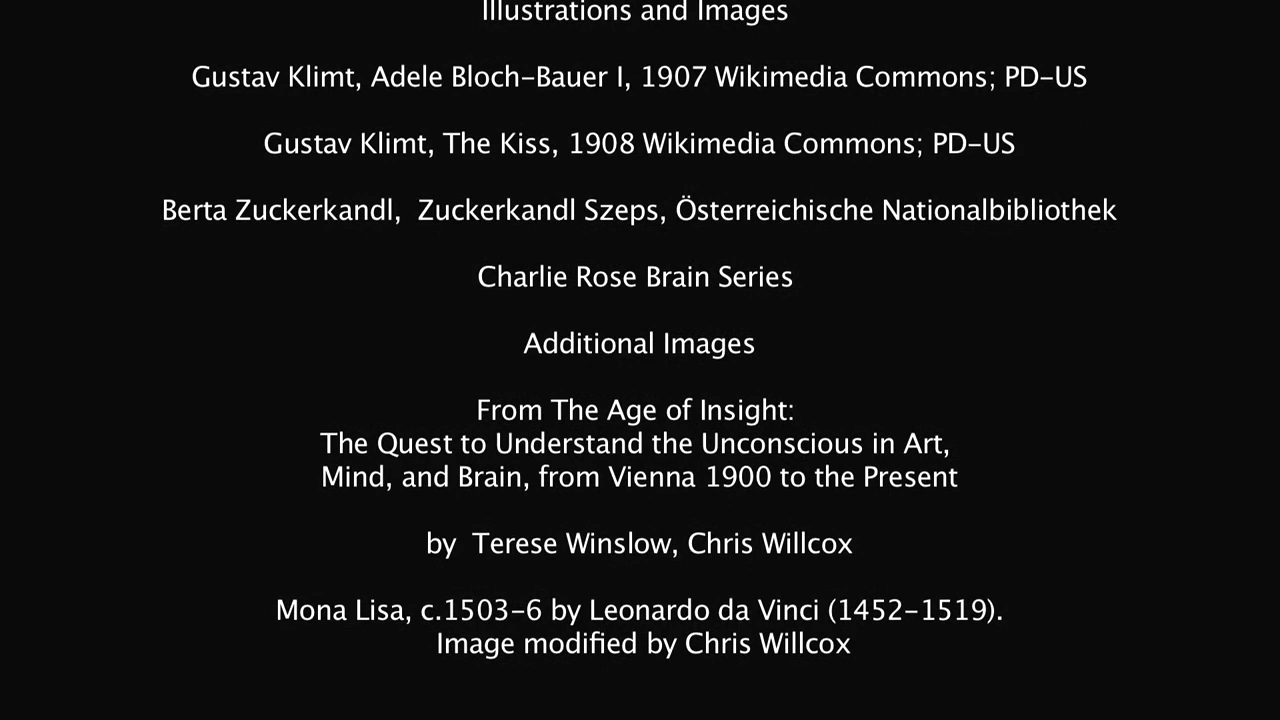 Illustrations and Images
Gustav Klimt, Adele Bloch-Bauer I, 1907 Wikimedia Commons; PD-US
Gustav Klimt, The Kiss, 1908 Wikimedia Commons; PD-US
Berta Zuckerkandl,  Zuckerkandl Szeps, Österreichische Nationalbibliothek
Charlie Rose Brain Series
Additional Images
From The Age of Insight:
The Quest to Understand the Unconscious in Art,
Mind, and Brain, from Vienna 1900 to the Present
by  Terese Winslow, Chris Willcox
Mona Lisa, c.1503-6 by Leonardo da Vinci (1452-1519).
Image modified by Chris Willcox